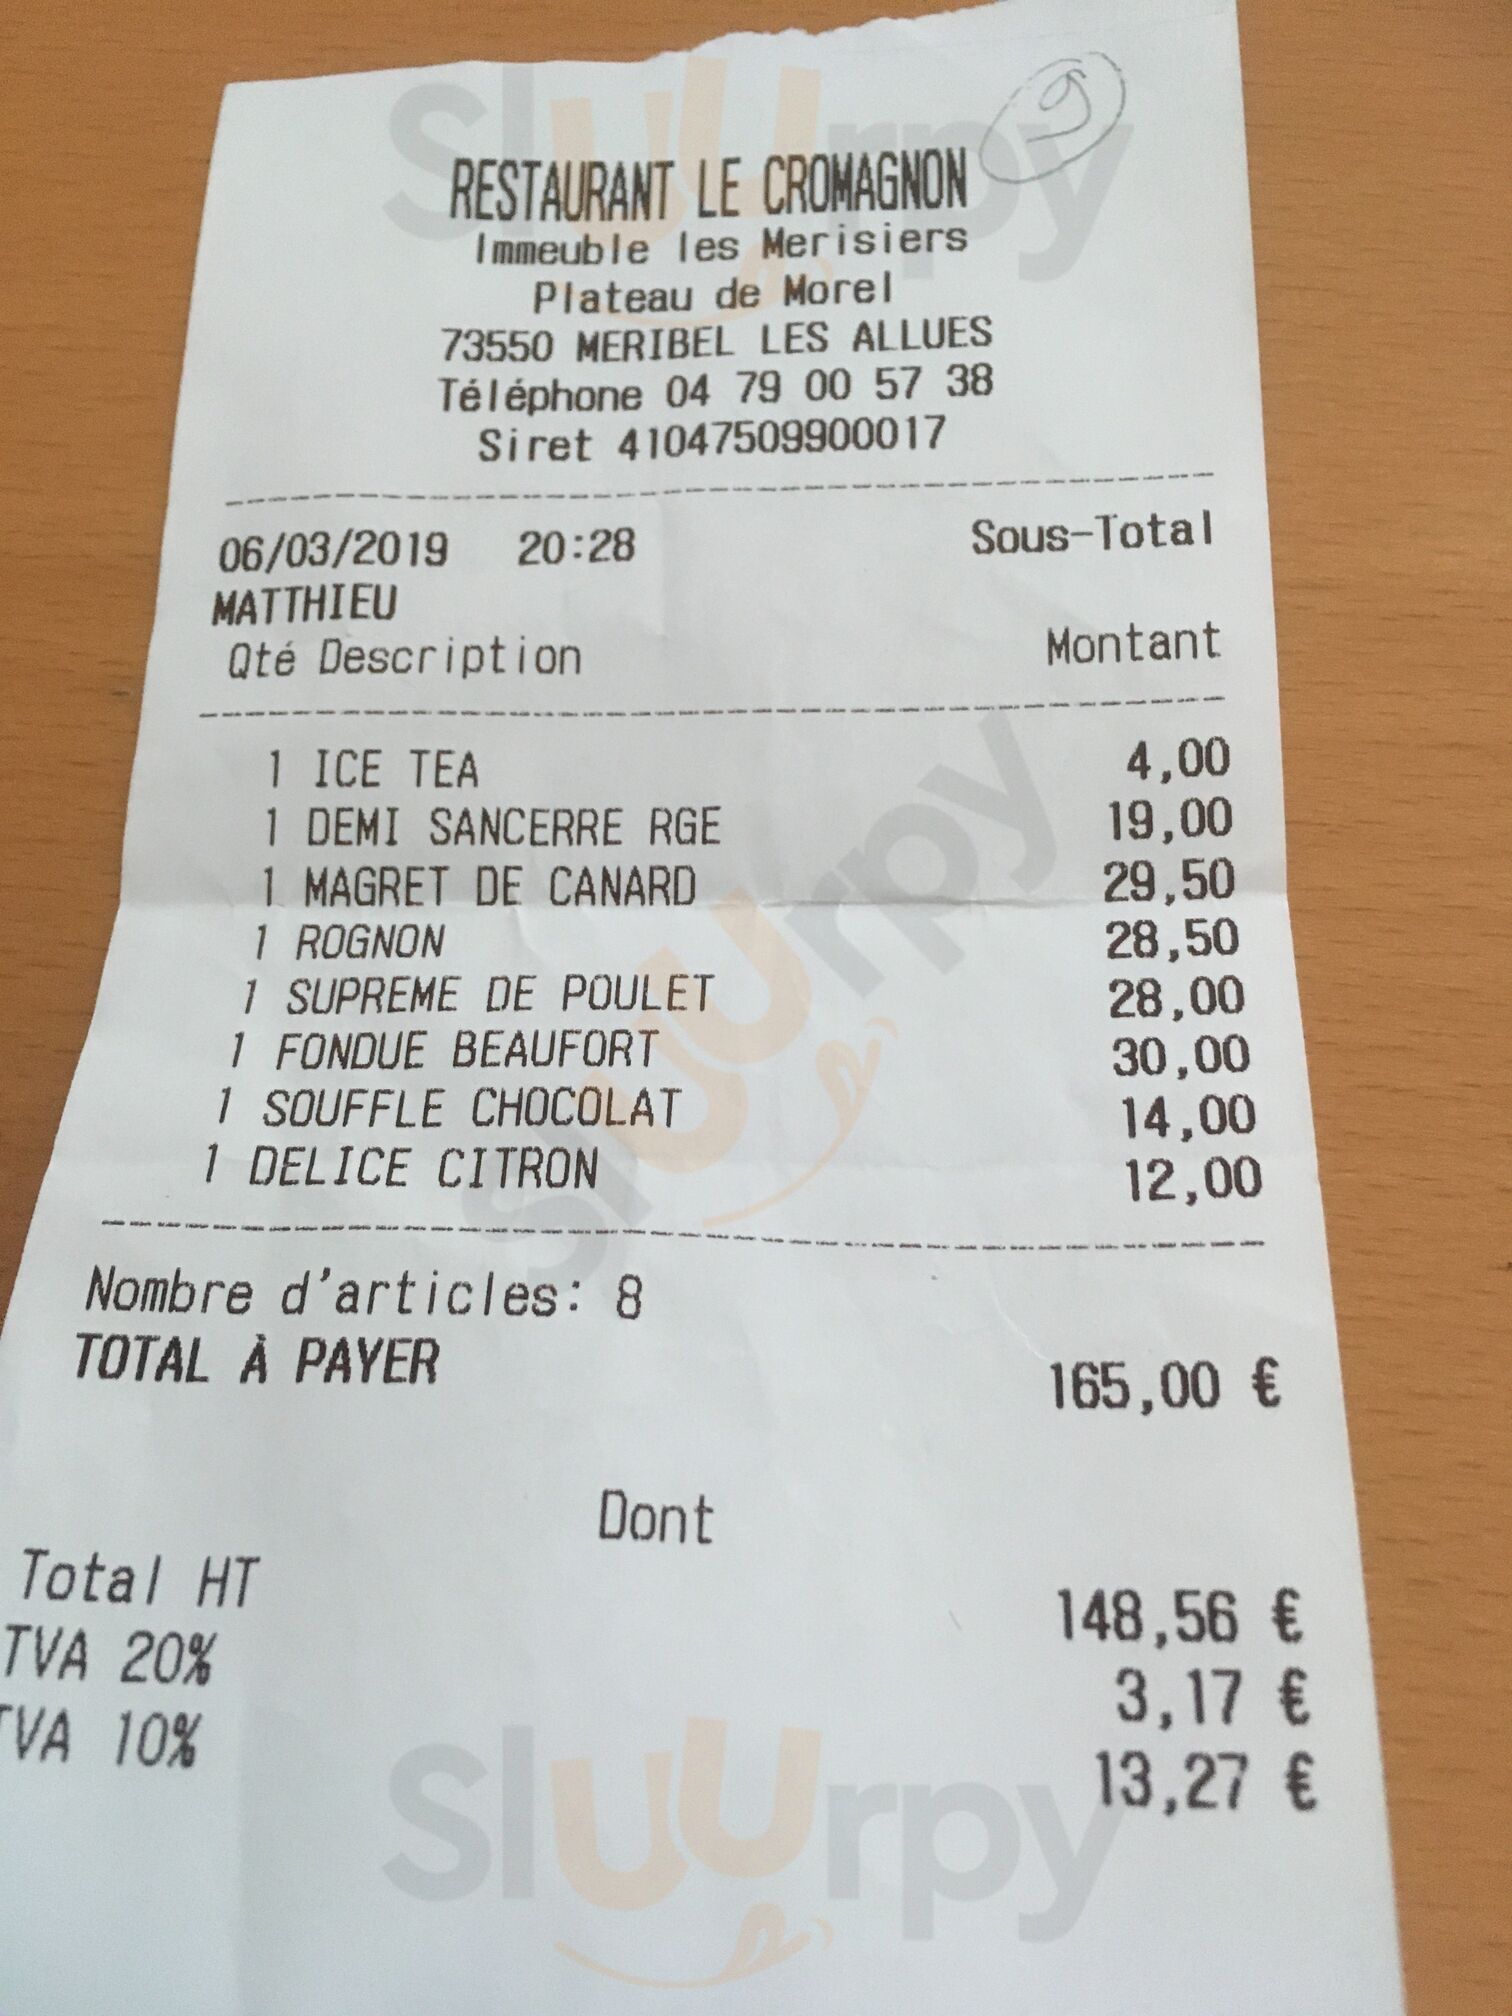 9
RESTAURANT LE CROMAGNON
Immeuble les Merisiers
Plateau de Morel
73550 MERIBEL LES ALLUES
Téléphone 04 79 00 57 38
Siret 41047509900017
06/03/2019 20:28 Sous-Total
MATTHIEU
Qté Description Montant
1 ICE TEA 4,00
1 DEMI SANCERRE RGE 19,00
1 MAGRET DE CANARD 29,50
1 ROGNON 28,50
1 SUPREME DE POULET 28,00
1 FONDUE BEAUFORT 30,00
1 SOUFFLE CHOCOLAT 14,00
1 DELICE CITRON 12,00
Nombre d'articles: 8
TOTAL À PAYER 165,00 €
Dont
Total HT 148,56 €
TVA 20% 3,17 €
TVA 10% 13,27 €
Sluurpy
Sluurpy
Sluurpy